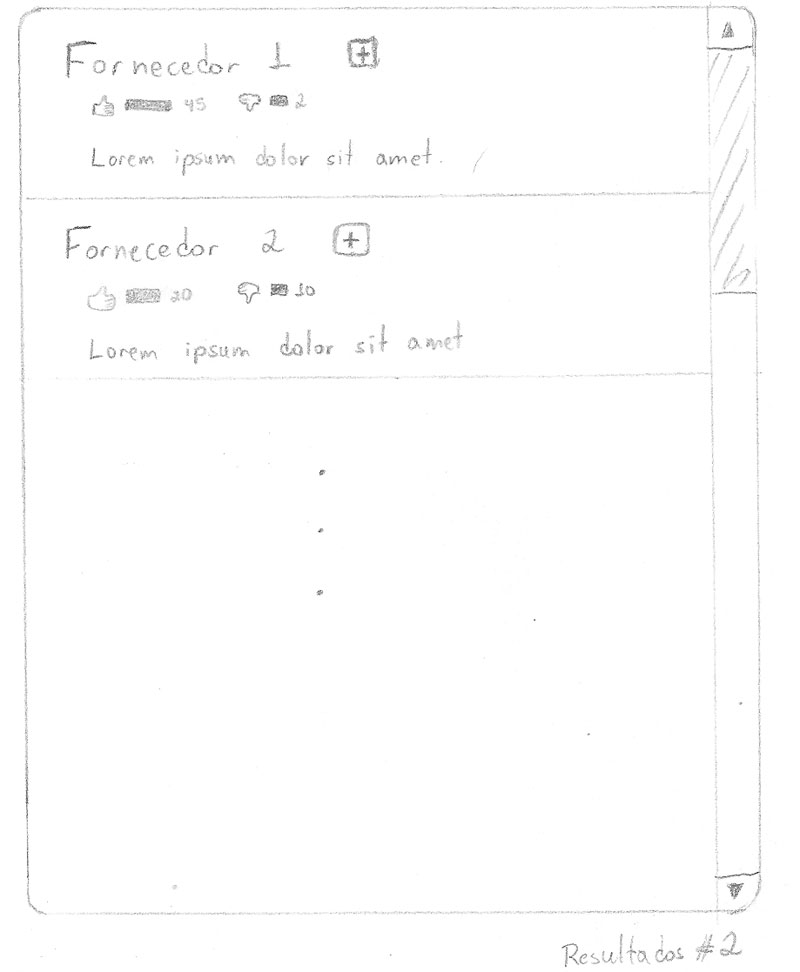 Fornecedor 1 +
45 2
Lorem ipsum dolor sit amet.
Fornecedor 2 +
20 10
Lorem ipsum dolor sit amet
Resultados #2